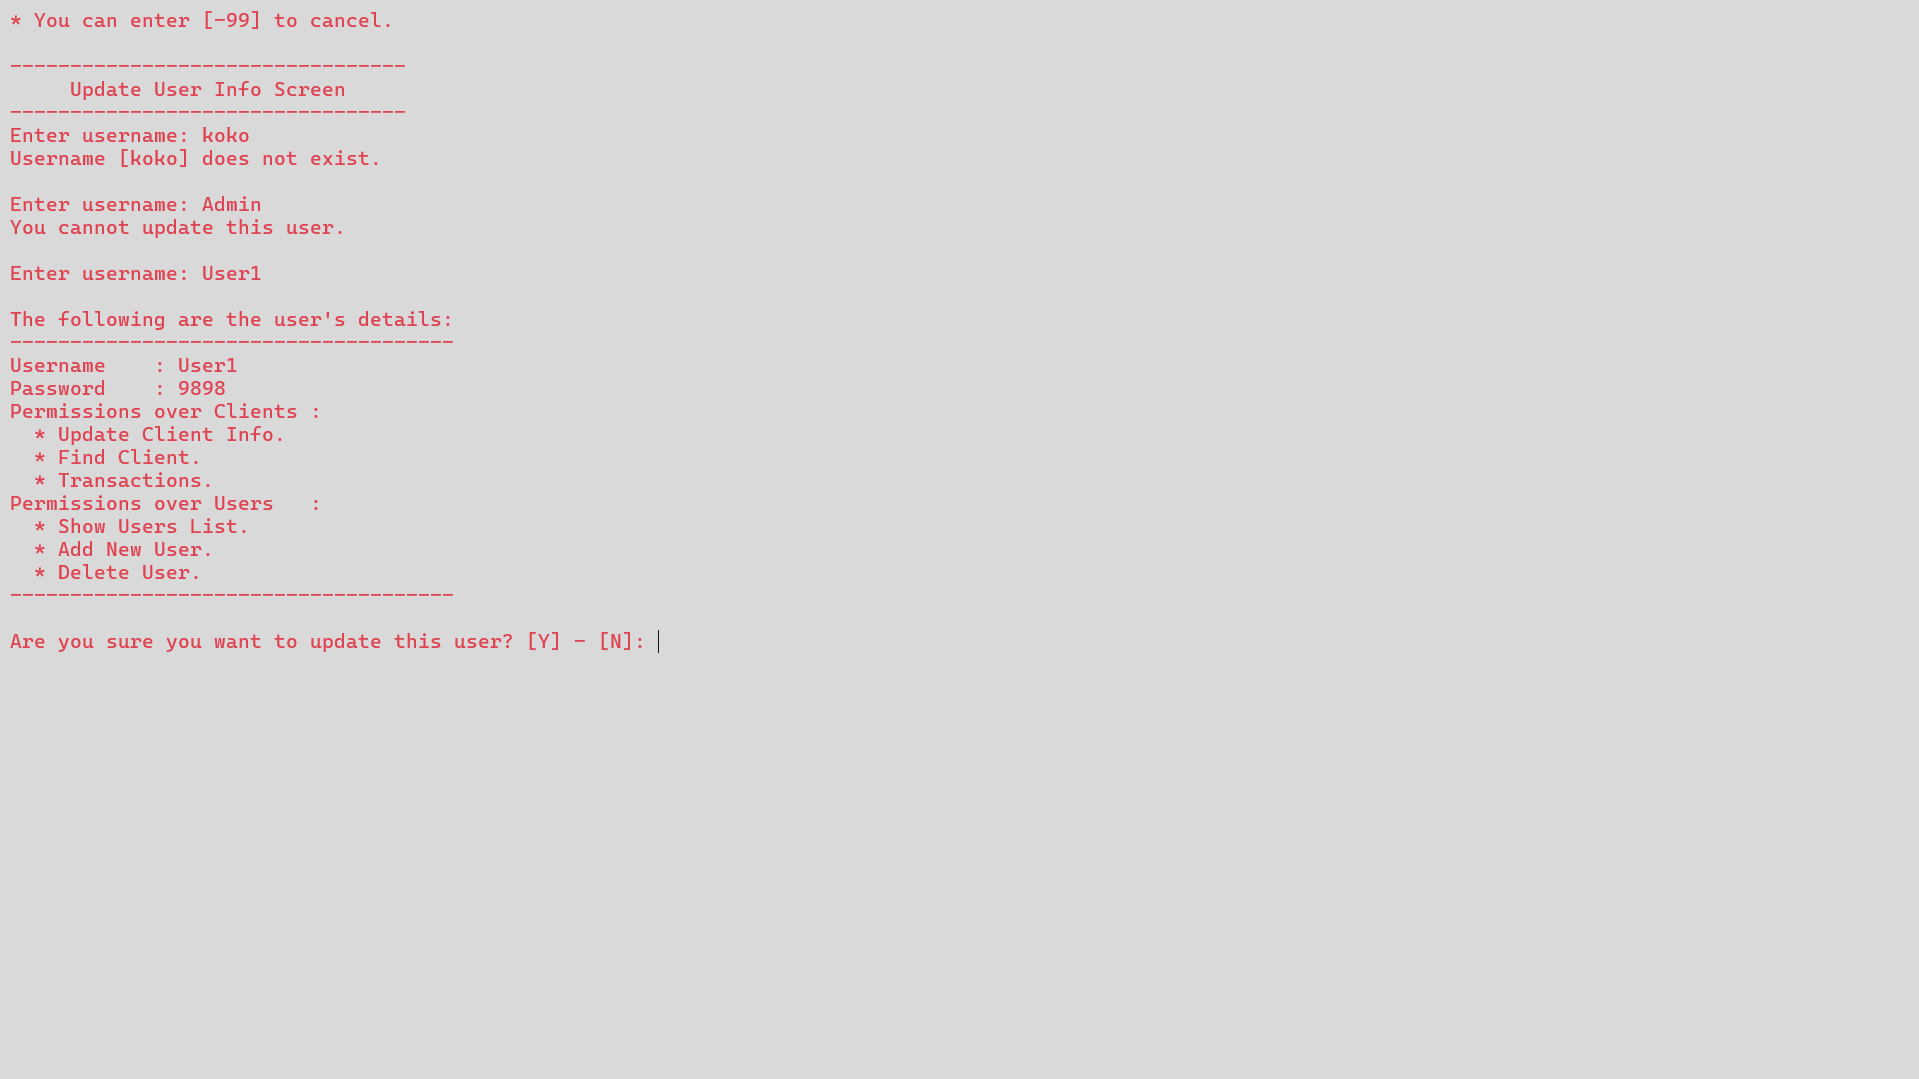 * You can enter [-99] to cancel.
---------------------------------
Update User Info Screen
---------------------------------
Enter username: koko
Username [koko] does not exist.
Enter username: Admin
You cannot update this user.
Enter username: User1
The following are the user's details:
-------------------------------------
Username    : User1
Password    : 9898
Permissions over Clients :
* Update Client Info.
* Find Client.
* Transactions.
Permissions over Users   :
* Show Users List.
* Add New User.
* Delete User.
-------------------------------------
Are you sure you want to update this user? [Y] - [N]: